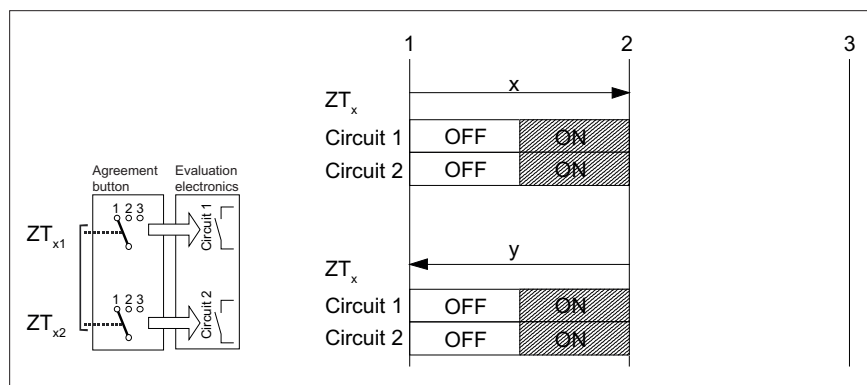 1 2 3
x
ZTx
Circuit 1 OFF ON
Circuit 2 OFF ON
Agreement button
Evaluation electronics
1 2 3
ZTx1
Circuit 1
1 2 3
ZTx2
Circuit 2
y
ZTx
Circuit 1 OFF ON
Circuit 2 OFF ON